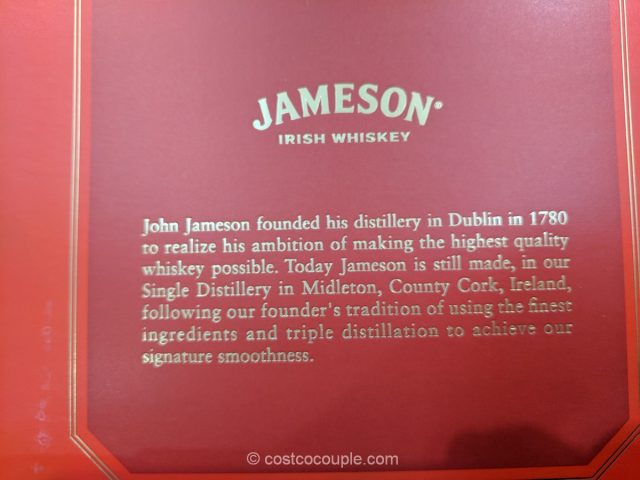 JAMESON®
IRISH WHISKEY
John Jameson founded his distillery in Dublin in 1780
to realize his ambition of making the highest quality
whiskey possible. Today Jameson is still made, in our
Single Distillery in Midleton, County Cork, Ireland,
following our founder's tradition of using the finest
ingredients and triple distillation to achieve our
signature smoothness.
© costcocouple.com